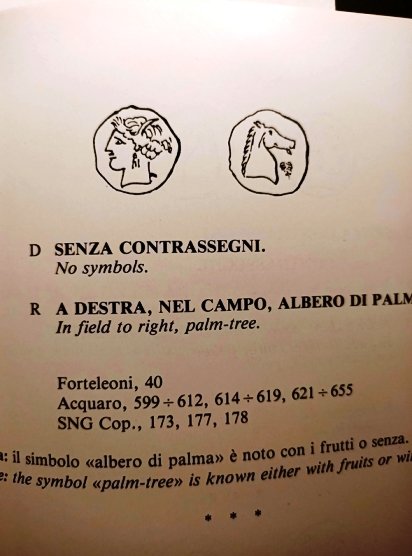 D SENZA CONTRASSEGNI.
No symbols.
R A DESTRA, NEL CAMPO, ALBERO DI
In field to right, palm-tree.
Forteleoni, 40
Acquaro, 599÷612, 614÷619, 621÷655
SNG Cop., 173, 177, 178
il simbolo «albero di palma» è noto con i frutti o senza.
the symbol «palm-tree» is known either with fruits or
* * *